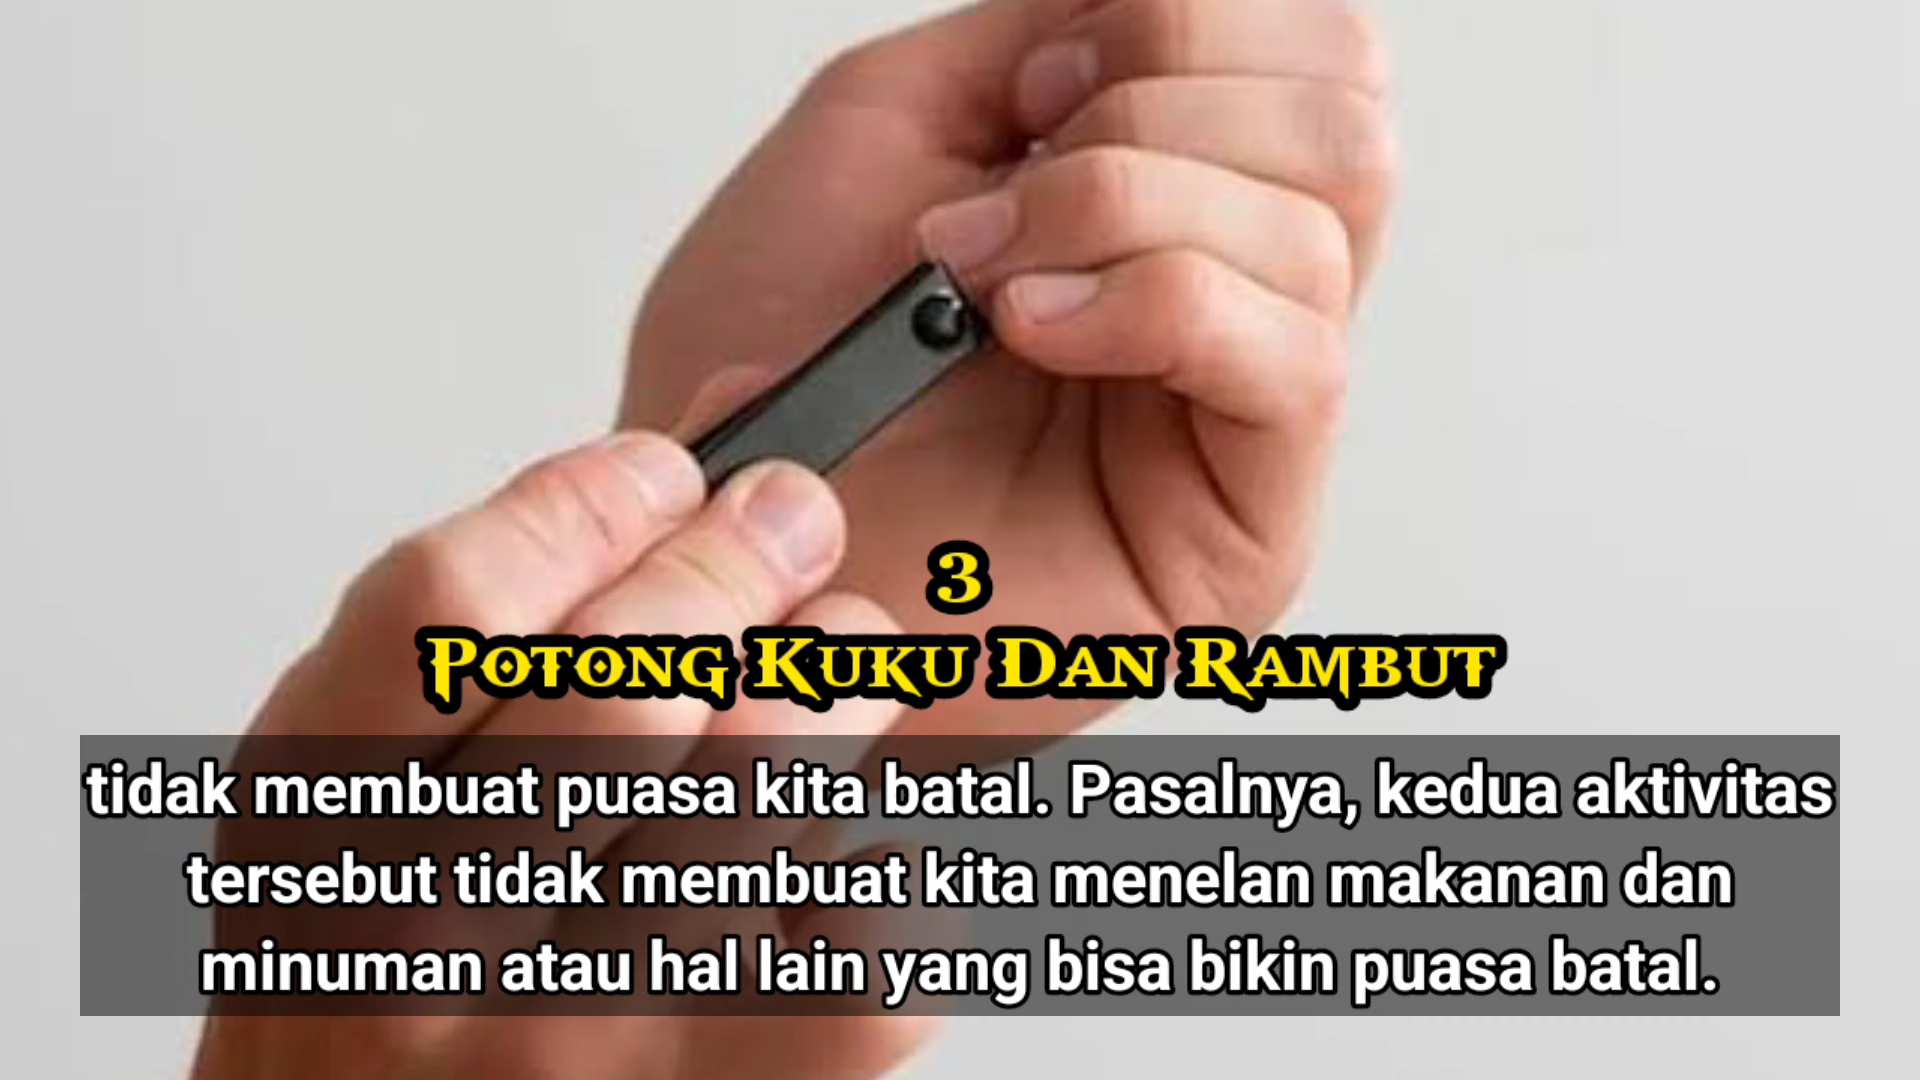 3
Potong Kuku Dan Rambut
tidak membuat puasa kita batal. Pasalnya, kedua aktivitas
tersebut tidak membuat kita menelan makanan dan
minuman atau hal lain yang bisa bikin puasa batal.